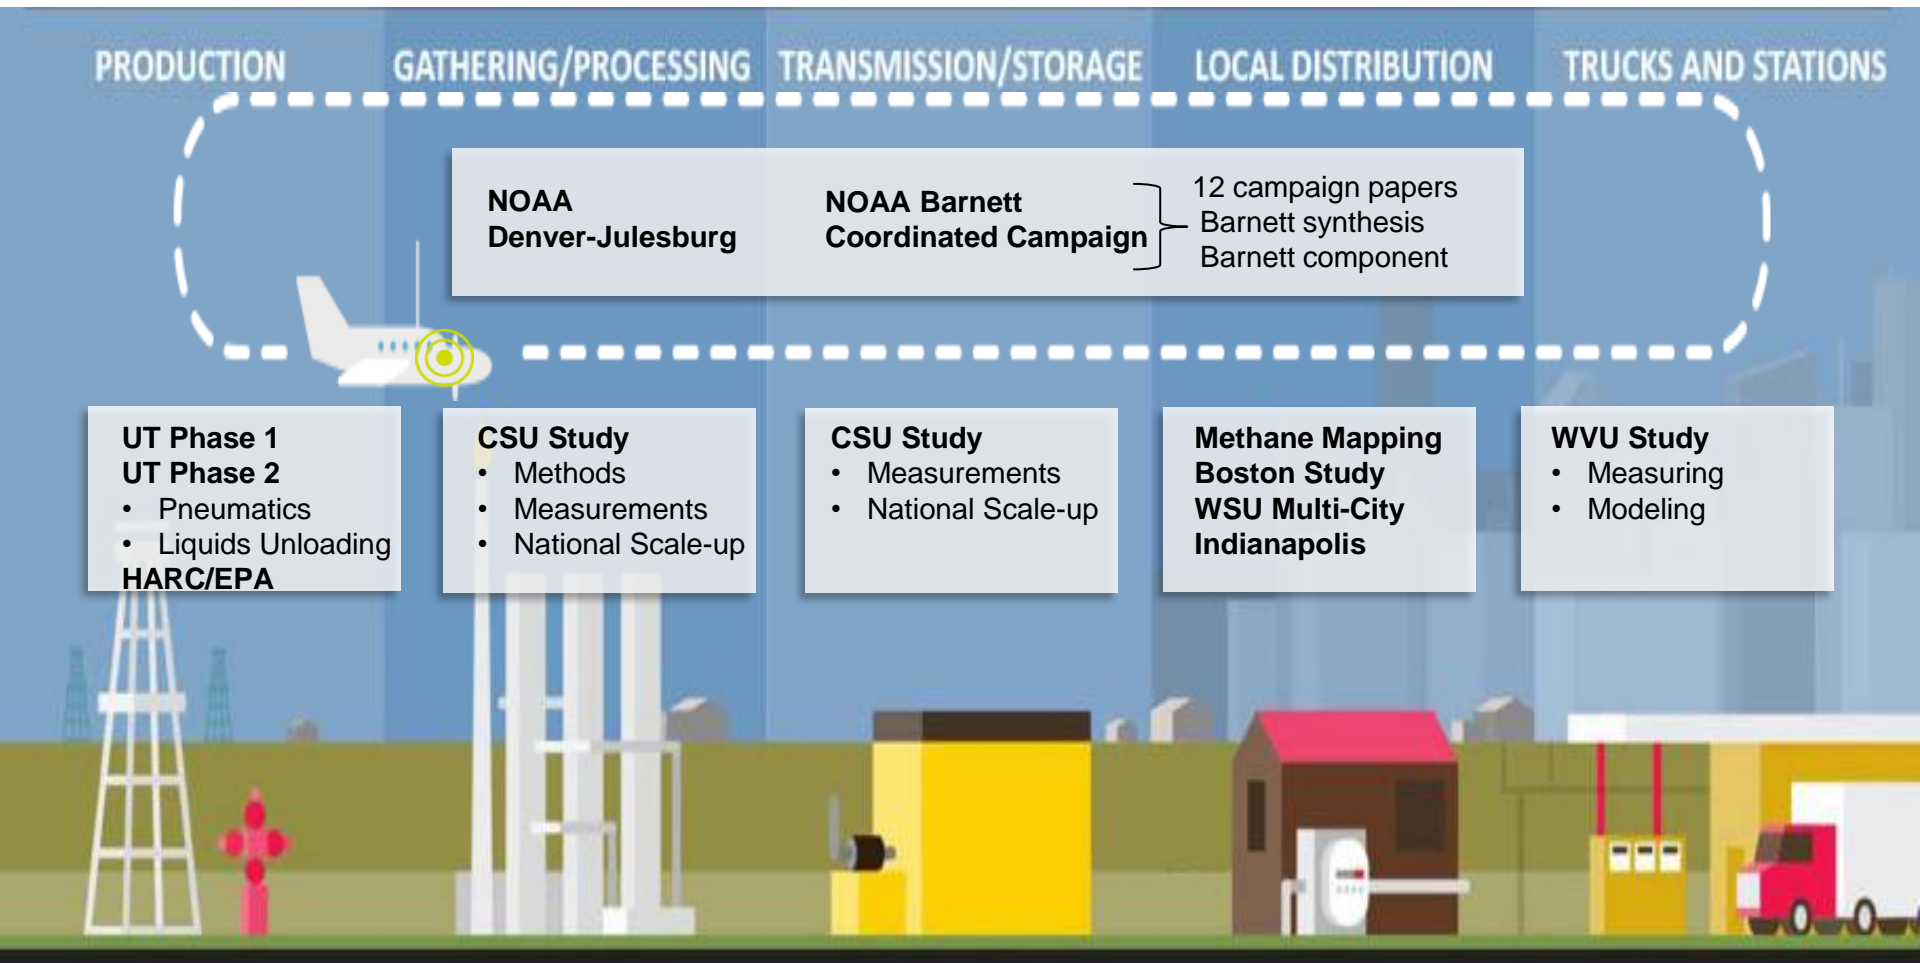 PRODUCTION
GATHERING/PROCESSING
TRANSMISSION/STORAGE
LOCAL DISTRIBUTION
TRUCKS AND STATIONS
NOAA
Denver-Julesburg
NOAA Barnett
Coordinated Campaign
12 campaign papers
Barnett synthesis
Barnett component
UT Phase 1
UT Phase 2
• Pneumatics
• Liquids Unloading
HARC/EPA
CSU Study
• Methods
• Measurements
• National Scale-up
CSU Study
• Measurements
• National Scale-up
Methane Mapping
Boston Study
WSU Multi-City
Indianapolis
WVU Study
• Measuring
• Modeling